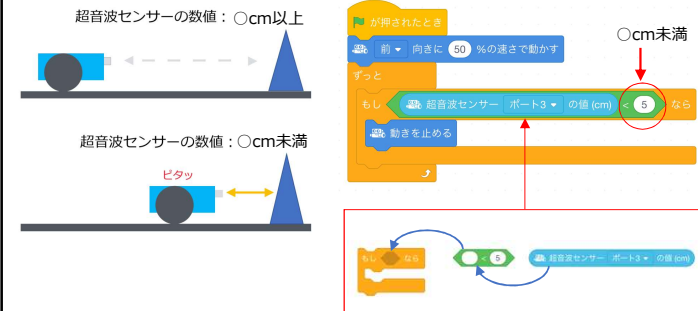 超音波センサーの数値：○cm以上
超音波センサーの数値：○cm未満
ピタッ
が押されたとき
前 向きに 50 %の速さで動かす
ずっと
もし 超音波センサー ポート3 の値 (cm) < 5 なら
動きを止める
○cm未満
もし なら
< 5
超音波センサー ポート3 の値 (cm)